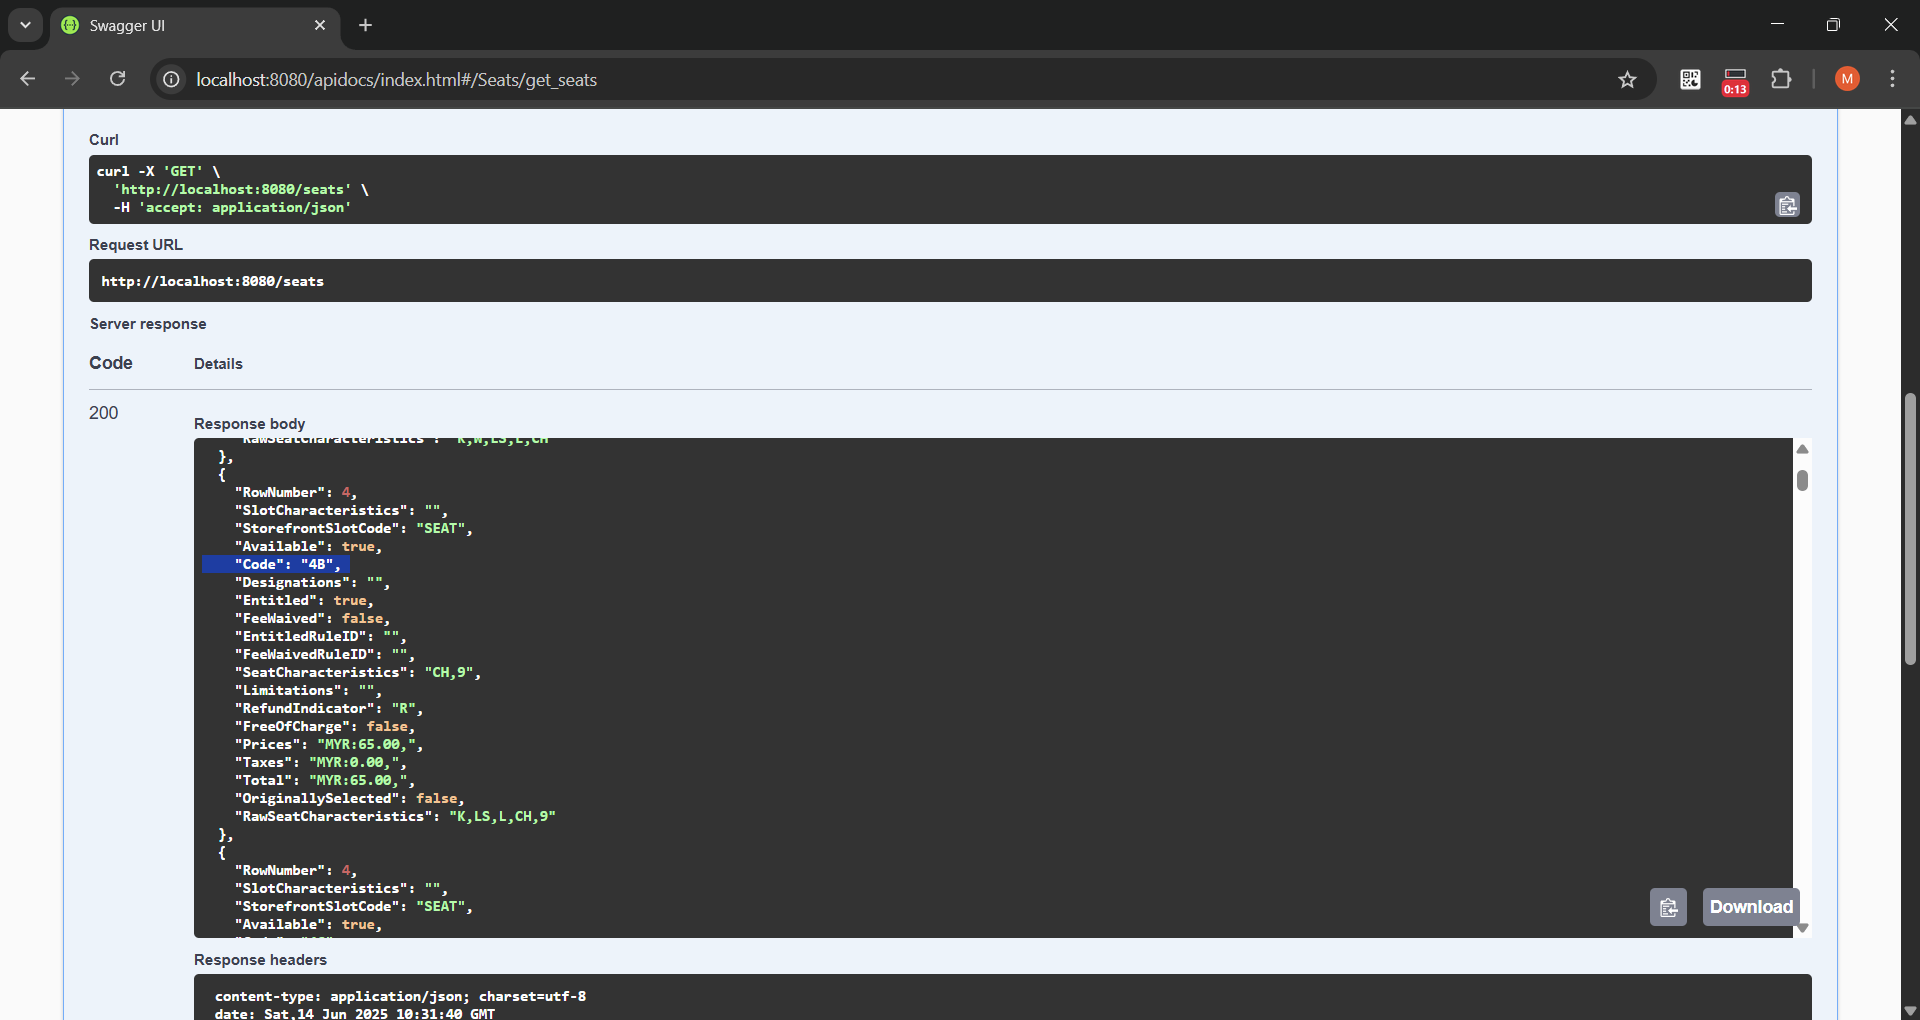 Swagger UI
localhost:8080/apidocs/index.html#/Seats/get_seats
0:13
M
Curl
curl -X 'GET' \
'http://localhost:8080/seats' \
-H 'accept: application/json'
Request URL
http://localhost:8080/seats
Server response
Code Details
200
Response body
"RawSeatCharacteristics": "K,W,LS,L,CH"
},
{
"RowNumber": 4,
"SlotCharacteristics": "",
"StorefrontSlotCode": "SEAT",
"Available": true,
"Code": "4B",
"Designations": "",
"Entitled": true,
"FeeWaived": false,
"EntitledRuleID": "",
"FeeWaivedRuleID": "",
"SeatCharacteristics": "CH,9",
"Limitations": "",
"RefundIndicator": "R",
"FreeOfCharge": false,
"Prices": "MYR:65.00,",
"Taxes": "MYR:0.00,",
"Total": "MYR:65.00,",
"OriginallySelected": false,
"RawSeatCharacteristics": "K,LS,L,CH,9"
},
{
"RowNumber": 4,
"SlotCharacteristics": "",
"StorefrontSlotCode": "SEAT",
"Available": true,
Download
Response headers
content-type: application/json; charset=utf-8
date: Sat,14 Jun 2025 10:31:40 GMT